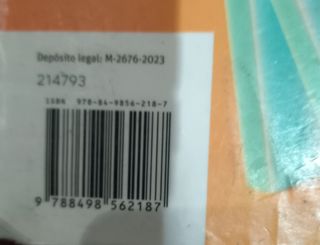 Depósito legal: M-2676-2023
214793
ISBN 978-84-9856-218-7
9 788498 562187